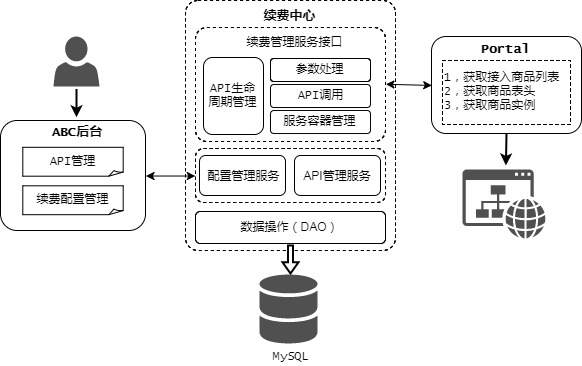 续费中心
续费管理服务接口
API生命
周期管理
参数处理
API调用
服务容器管理
配置管理服务
API管理服务
数据操作（DAO）
MySQL
ABC后台
API管理
续费配置管理
Portal
1，获取接入商品列表
2，获取商品表头
3，获取商品实例